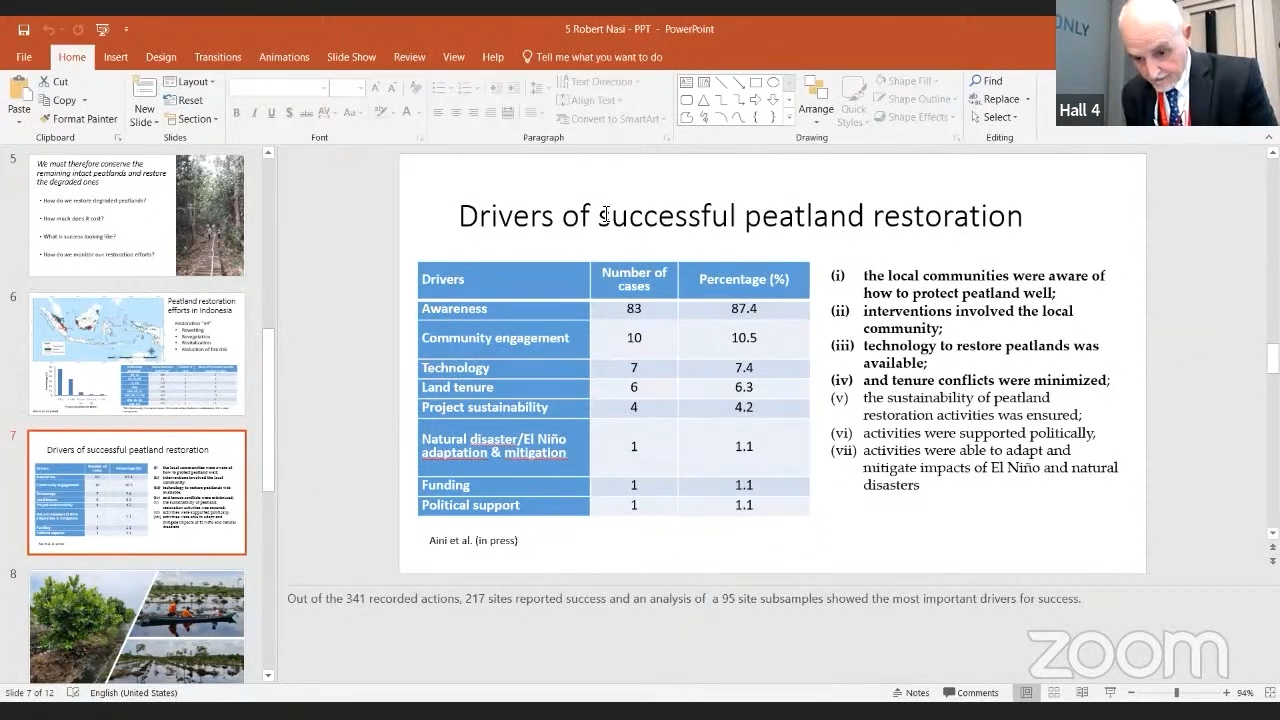 5 Robert Nasi - PPT - PowerPoint
ONLY
Hall 4
File Home Insert Design Transitions Animations Slide Show Review View Help Tell me what you want to do
Paste
Cut
Copy
Format Painter
Clipboard
New Slide
Layout
Reset
Section
Slides
Font
Text Direction
Align Text
Convert to SmartArt
Paragraph
Arrange
Quick Styles
Shape Fill
Shape Outline
Shape Effects
Drawing
Find
Replace
Select
Editing
5
We must therefore conserve the
remaining intact peatlands and restore
the degraded ones
• How do we restore degraded peatlands?
• How much does it cost?
• What is success looking like?
• How do we monitor our restoration efforts?
6
Peatland restoration
efforts in Indonesia
• Rewetting
• Revegetation
• Revitalisation
• Reduction of fire risk
7
Drivers of successful peatland restoration
8
Drivers of successful peatland restoration
Drivers Number of cases Percentage (%)
Awareness 83 87.4
Community engagement 10 10.5
Technology 7 7.4
Land tenure 6 6.3
Project sustainability 4 4.2
Natural disaster/El Niño
adaptation & mitigation 1 1.1
Funding 1 1.1
Political support 1 1.1
Aini et al. (in press)
(i) the local communities were aware of
how to protect peatland well;
(ii) interventions involved the local
community;
(iii) technology to restore peatlands was
available;
(iv) and tenure conflicts were minimized;
(v) the sustainability of peatland
restoration activities was ensured;
(vi) activities were supported politically,
(vii) activities were able to adapt and
mitigate impacts of El Niño and natural
disasters
Out of the 341 recorded actions, 217 sites reported success and an analysis of  a 95 site subsamples showed the most important drivers for success.
zoom
Slide 7 of 12 English (United States) Notes Comments 94%